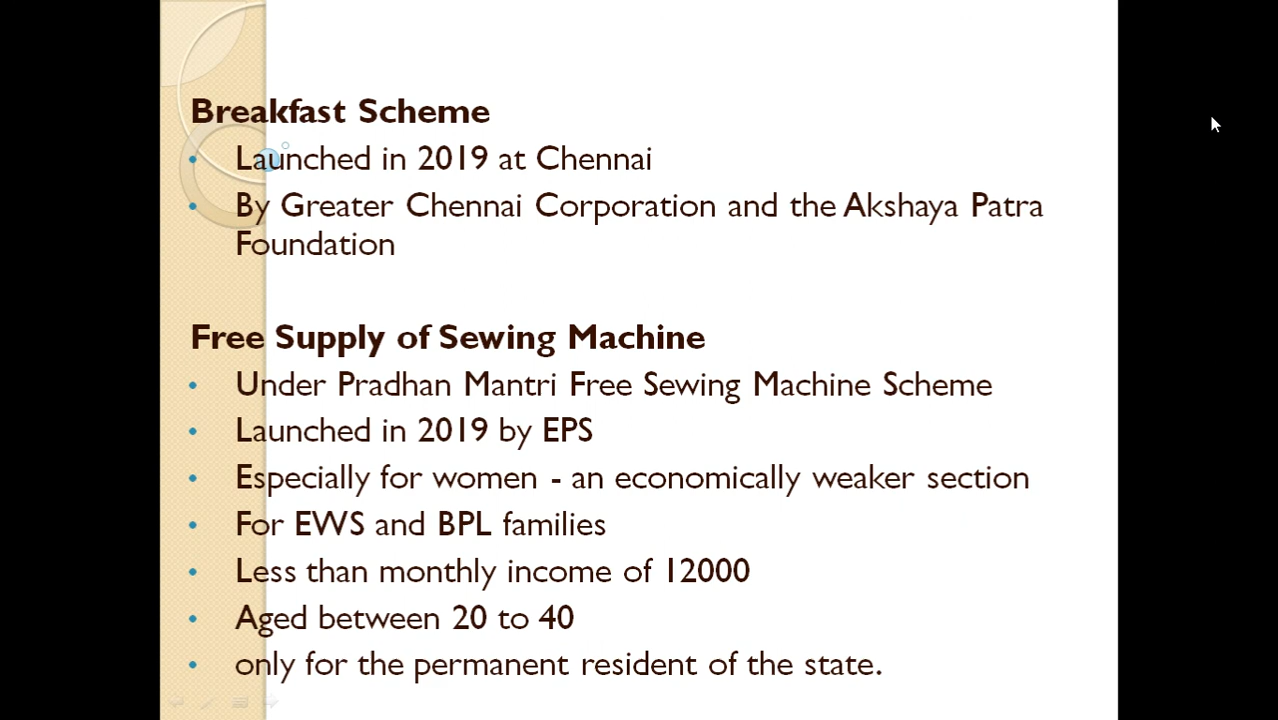 Breakfast Scheme
• Launched in 2019 at Chennai
• By Greater Chennai Corporation and the Akshaya Patra
Foundation
Free Supply of Sewing Machine
• Under Pradhan Mantri Free Sewing Machine Scheme
• Launched in 2019 by EPS
• Especially for women - an economically weaker section
• For EWS and BPL families
• Less than monthly income of 12000
• Aged between 20 to 40
• only for the permanent resident of the state.